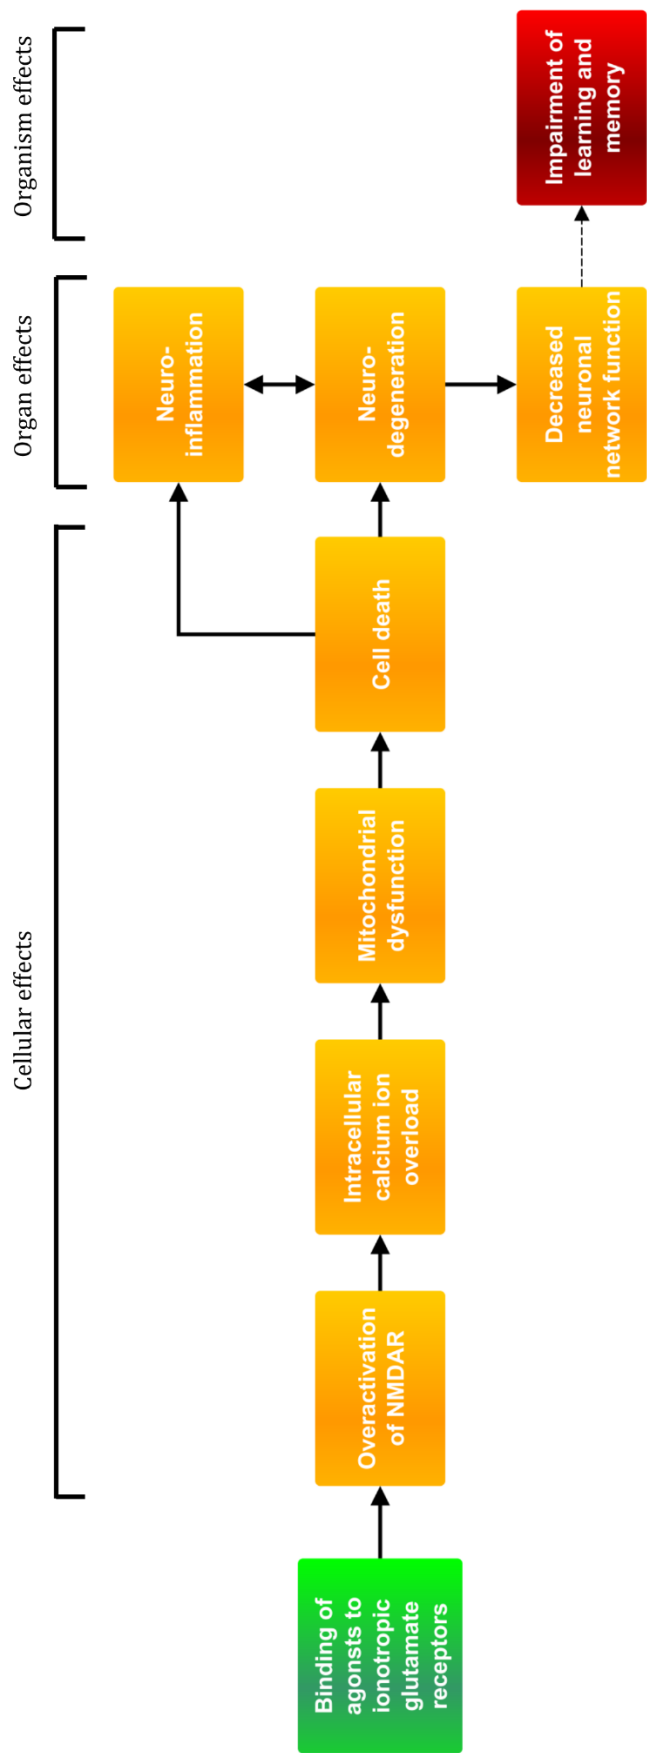 Cellular effects
Organ effects
Organism effects
Binding of
agonsts to
ionotropic
glutamate
receptors
Overactivation
of NMDAR
Intracellular
calcium ion
overload
Mitochondrial
dysfunction
Cell death
Neuro-
inflammation
Neuro-
degeneration
Decreased
neuronal
network function
Impairment of
learning and
memory